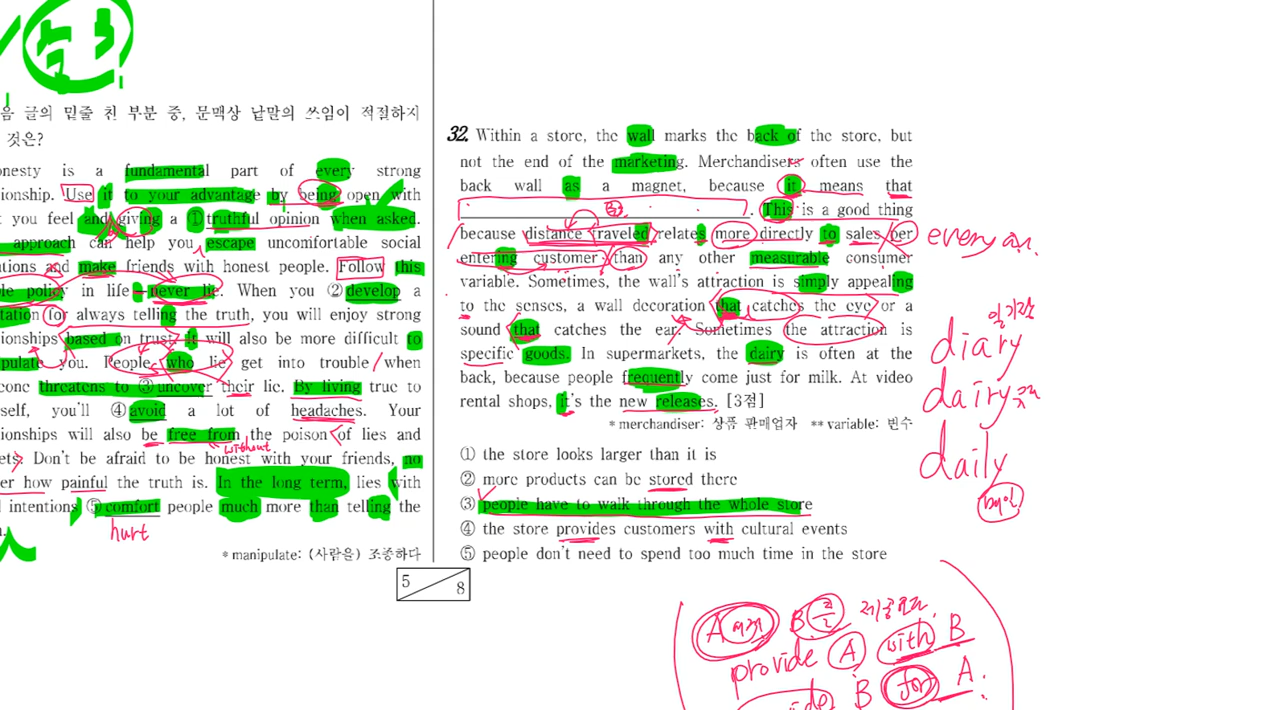 음 글의 밑줄 친 부분 중, 문맥상 낱말의 쓰임이 적절하지
것은?
onesty is a fundamental part of every strong
ionship. Use it to your advantage by being open with
t you feel and giving a ① truthful opinion when asked.
approach can help you escape uncomfortable social
tions and make friends with honest people. Follow this
le policy in life - never lie. When you ② develop a
tation for always telling the truth, you will enjoy strong
ionships based on trust. It will also be more difficult to
pulate you. People who lie get into trouble when
eone threatens to ③ uncover their lie. By living true to
self, you'll ④ avoid a lot of headaches. Your
ionships will also be free from the poison of lies and
without
ets. Don't be afraid to be honest with your friends, no
er how painful the truth is. In the long term, lies with
l intentions ⑤ comfort people much more than telling the
hurt
* manipulate: (사람을) 조종하다
5 / 8
32. Within a store, the wall marks the back of the store, but
not the end of the marketing. Merchandisers often use the
back wall as a magnet, because it means that
. This is a good thing
because distance traveled relates more directly to sales per
entering customer than any other measurable consumer
variable. Sometimes, the wall's attraction is simply appealing
to the senses, a wall decoration that catches the eye or a
sound that catches the ear. Sometimes the attraction is
specific goods. In supermarkets, the dairy is often at the
back, because people frequently come just for milk. At video
rental shops, it's the new releases. [3점]
* merchandiser: 상품 판매업자 ** variable: 변수
① the store looks larger than it is
② more products can be stored there
③ people have to walk through the whole store
④ the store provides customers with cultural events
⑤ people don't need to spend too much time in the store
every
일기장
diary
dairy
daily
매일
A에게 B를 제공하다
provide A with B
B for A.